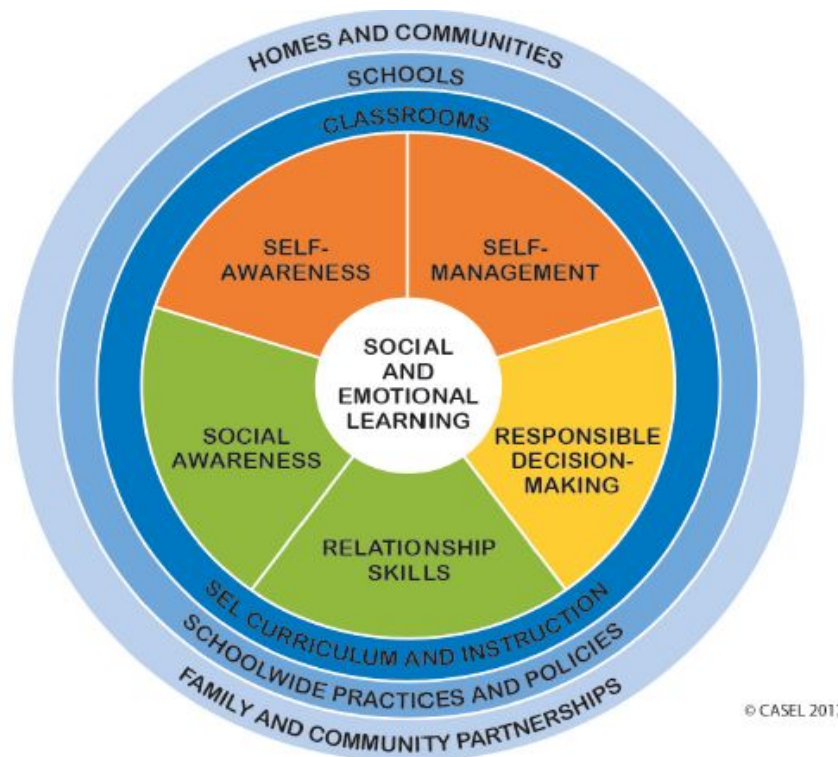 HOMES AND COMMUNITIES
SCHOOLS
CLASSROOMS
SELF-
AWARENESS
SELF-
MANAGEMENT
SOCIAL
AND
EMOTIONAL
LEARNING
SOCIAL
AWARENESS
RESPONSIBLE
DECISION-
MAKING
RELATIONSHIP
SKILLS
SEL CURRICULUM AND INSTRUCTION
SCHOOLWIDE PRACTICES AND POLICIES
FAMILY AND COMMUNITY PARTNERSHIPS
© CASEL